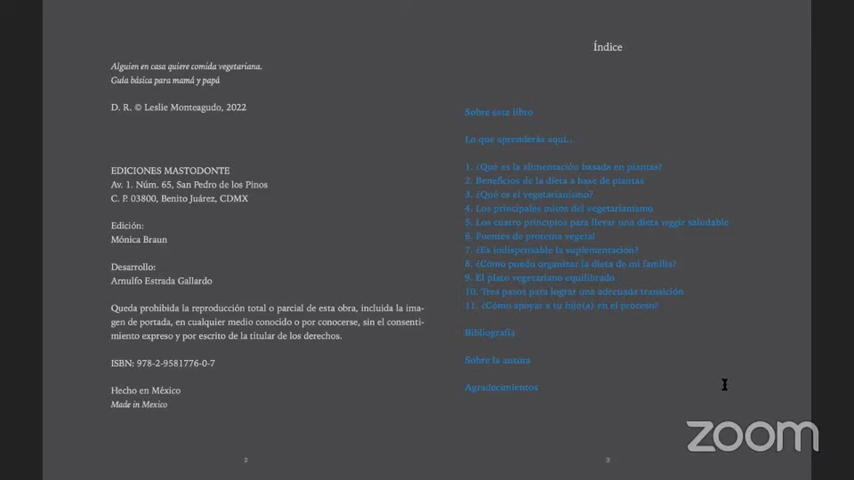 Alguien en casa quiere comida vegetariana.
Guía básica para mamá y papá
D. R. © Leslie Monteagudo, 2022
EDICIONES MASTODONTE
Av. 1. Núm. 65, San Pedro de los Pinos
C. P. 03800, Benito Juárez, CDMX
Edición:
Mónica Braun
Desarrollo:
Arnulfo Estrada Gallardo
Queda prohibida la reproducción total o parcial de esta obra, incluida la ima-
gen de portada, en cualquier medio conocido o por conocerse, sin el consenti-
miento expreso y por escrito de la titular de los derechos.
ISBN: 978-2-9581776-0-7
Hecho en México
Made in Mexico
2
Índice
Sobre este libro
Lo que aprenderás aquí...
1. ¿Qué es la alimentación basada en plantas?
2. Beneficios de la dieta a base de plantas
3. ¿Qué es el vegetarianismo?
4. Los principales mitos del vegetarianismo
5. Los cuatro principios para llevar una dieta veggie saludable
6. Fuentes de proteína vegetal
7. ¿Es indispensable la suplementación?
8. ¿Cómo puedo organizar la dieta de mi familia?
9. El plato vegetariano equilibrado
10. Tres pasos para lograr una adecuada transición
11. ¿Cómo apoyar a tu hijo(a) en el proceso?
Bibliografía
Sobre la autora
Agradecimientos
3
zoom